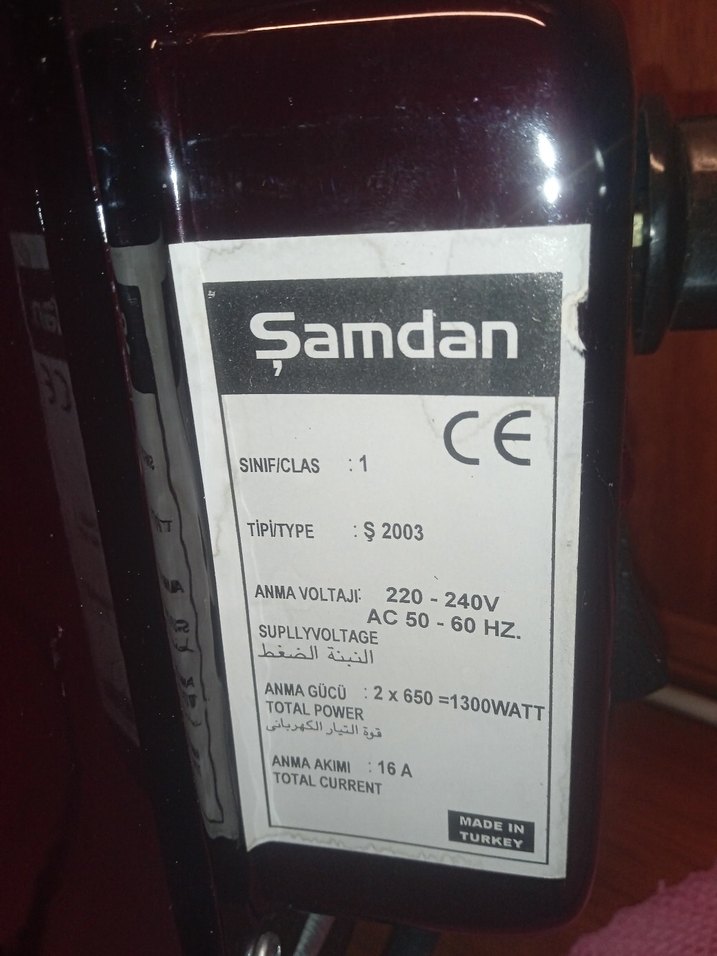 Şamdan
CE
SINIF/CLAS : 1
TİPİ/TYPE : Ş 2003
ANMA VOLTAJI: 220 - 240V
AC 50 - 60 HZ.
SUPLLYVOLTAGE
النبنة الضغط
ANMA GÜCÜ : 2 x 650 =1300WATT
TOTAL POWER
قوة التيار الكهربائى
ANMA AKIMI : 16 A
TOTAL CURRENT
MADE IN
TURKEY